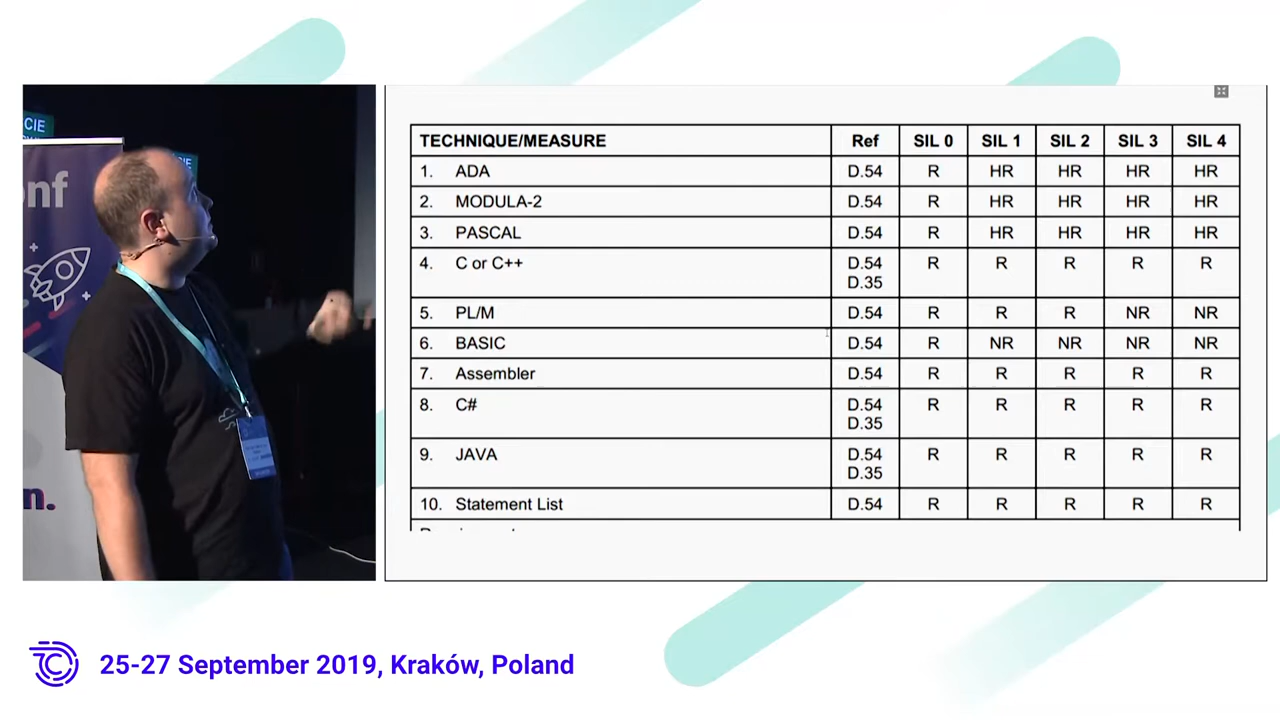 CIE
CIE
nf
n.
TECHNIQUE/MEASURE Ref SIL 0 SIL 1 SIL 2 SIL 3 SIL 4
1. ADA D.54 R HR HR HR HR
2. MODULA-2 D.54 R HR HR HR HR
3. PASCAL D.54 R HR HR HR HR
4. C or C++ D.54 R R R R R
D.35
5. PL/M D.54 R R R NR NR
6. BASIC D.54 R NR NR NR NR
7. Assembler D.54 R R R R R
8. C# D.54 R R R R R
D.35
9. JAVA D.54 R R R R R
D.35
10. Statement List D.54 R R R R R
25-27 September 2019, Kraków, Poland